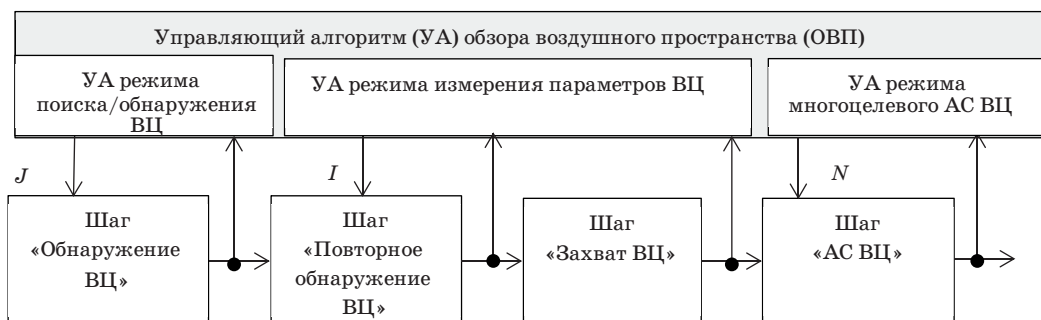 Управляющий алгоритм (УА) обзора воздушного пространства (ОВП)
УА режима
поиска/обнаружения
ВЦ
УА режима измерения параметров ВЦ
УА режима
многоцелевого АС ВЦ
J
I
N
Шаг
«Обнаружение
ВЦ»
Шаг
«Повторное
обнаружение
ВЦ»
Шаг
«Захват ВЦ»
Шаг
«АС ВЦ»